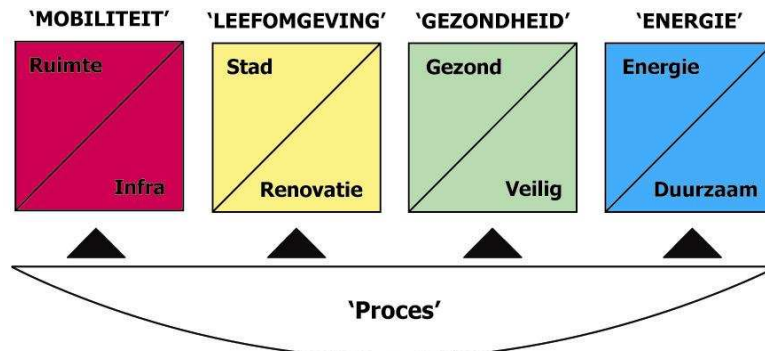 ‘MOBILITEIT’ ‘LEEFOMGEVING’ ‘GEZONDHEID’ ‘ENERGIE’
Ruimte Stad Gezond Energie
Infra Renovatie Veilig Duurzaam
‘Proces’